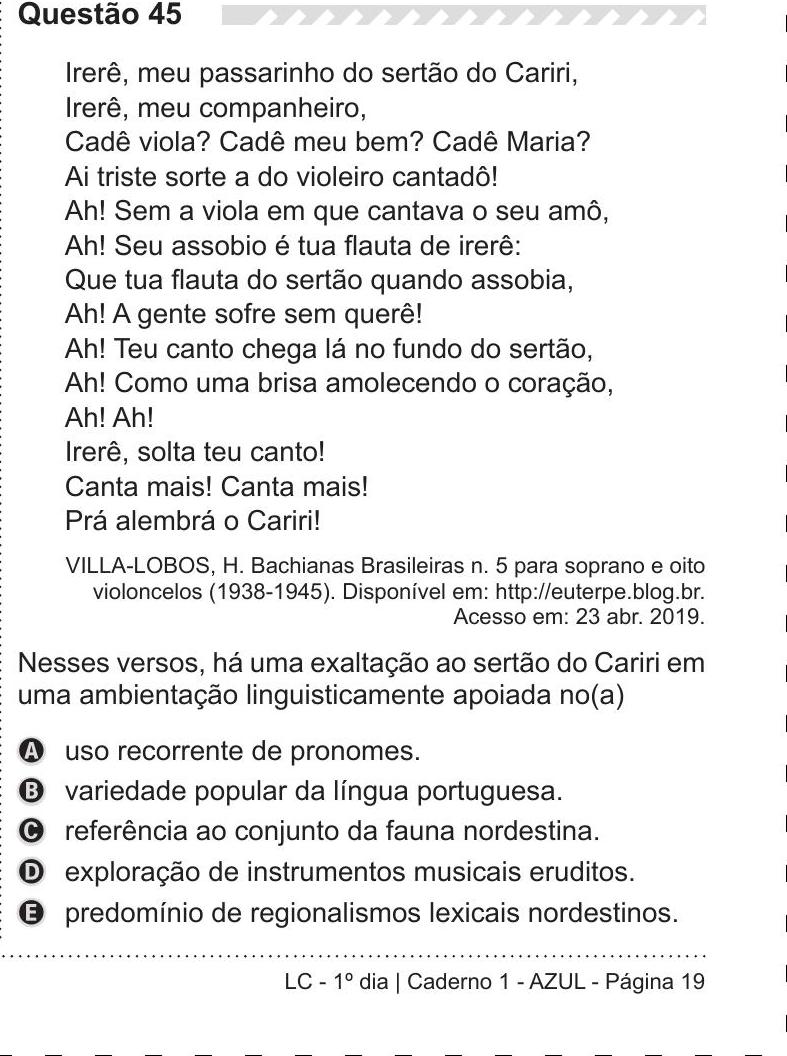 Questão 45
Irerê, meu passarinho do sertão do Cariri,
Irerê, meu companheiro,
Cadê viola? Cadê meu bem? Cadê Maria?
Ai triste sorte a do violeiro cantadô!
Ah! Sem a viola em que cantava o seu amô,
Ah! Seu assobio é tua flauta de irerê:
Que tua flauta do sertão quando assobia,
Ah! A gente sofre sem querê!
Ah! Teu canto chega lá no fundo do sertão,
Ah! Como uma brisa amolecendo o coração,
Ah! Ah!
Irerê, solta teu canto!
Canta mais! Canta mais!
Prá alembrá o Cariri!
VILLA-LOBOS, H. Bachianas Brasileiras n. 5 para soprano e oito
violoncelos (1938-1945). Disponível em: http://euterpe.blog.br.
Acesso em: 23 abr. 2019.
Nesses versos, há uma exaltação ao sertão do Cariri em
uma ambientação linguisticamente apoiada no(a)
A uso recorrente de pronomes.
B variedade popular da língua portuguesa.
C referência ao conjunto da fauna nordestina.
D exploração de instrumentos musicais eruditos.
E predomínio de regionalismos lexicais nordestinos.
LC - 1º dia | Caderno 1 - AZUL - Página 19